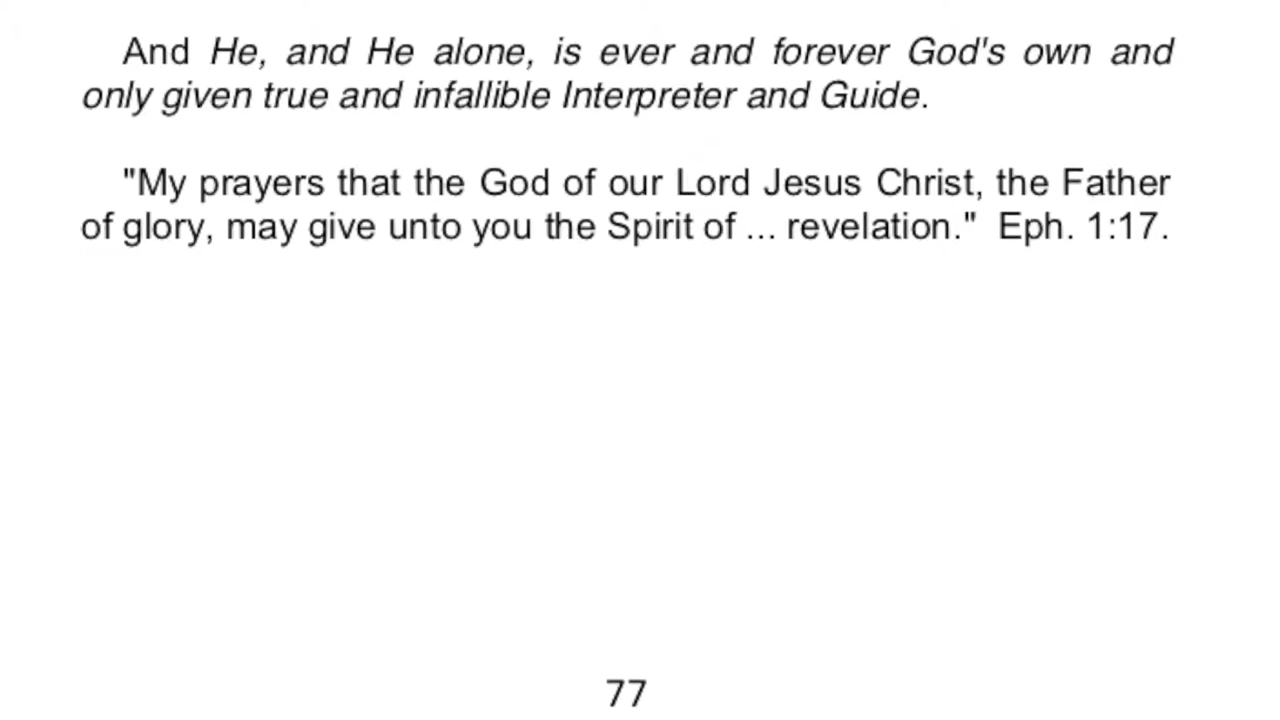 And He, and He alone, is ever and forever God's own and
only given true and infallible Interpreter and Guide.
"My prayers that the God of our Lord Jesus Christ, the Father
of glory, may give unto you the Spirit of ... revelation."  Eph. 1:17.
77